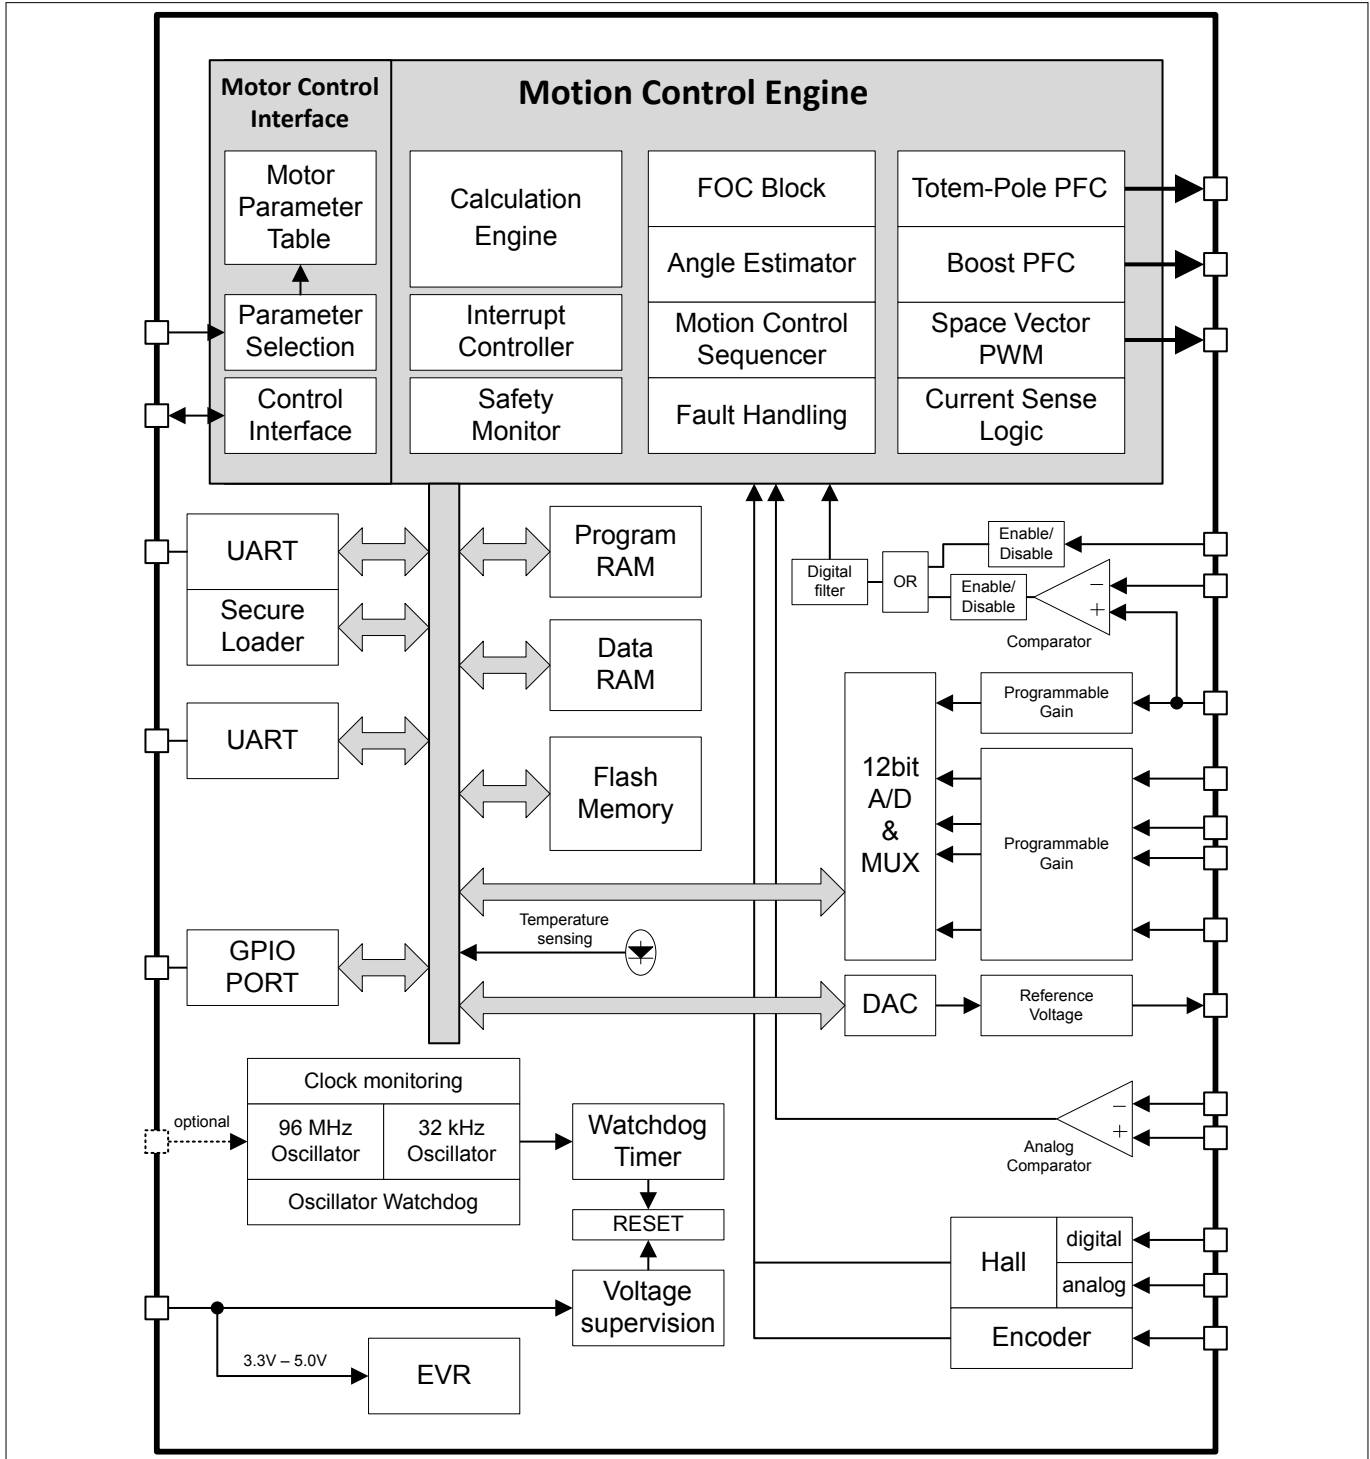 Motor Control
Interface
Motion Control Engine
Motor
Parameter
Table
Parameter
Selection
Control
Interface
Calculation
Engine
Interrupt
Controller
Safety
Monitor
FOC Block
Angle Estimator
Motion Control
Sequencer
Fault Handling
Totem-Pole PFC
Boost PFC
Space Vector
PWM
Current Sense
Logic
UART
Secure
Loader
UART
GPIO
PORT
Program
RAM
Data
RAM
Flash
Memory
Temperature
sensing
Digital
filter
OR
Enable/
Disable
Enable/
Disable
−
+
Comparator
12bit
A/D
&
MUX
Programmable
Gain
Programmable
Gain
DAC
Reference
Voltage
−
+
Analog
Comparator
optional
Clock monitoring
96 MHz
Oscillator
32 kHz
Oscillator
Oscillator Watchdog
Watchdog
Timer
RESET
Voltage
supervision
3.3V – 5.0V
EVR
Hall
digital
analog
Encoder